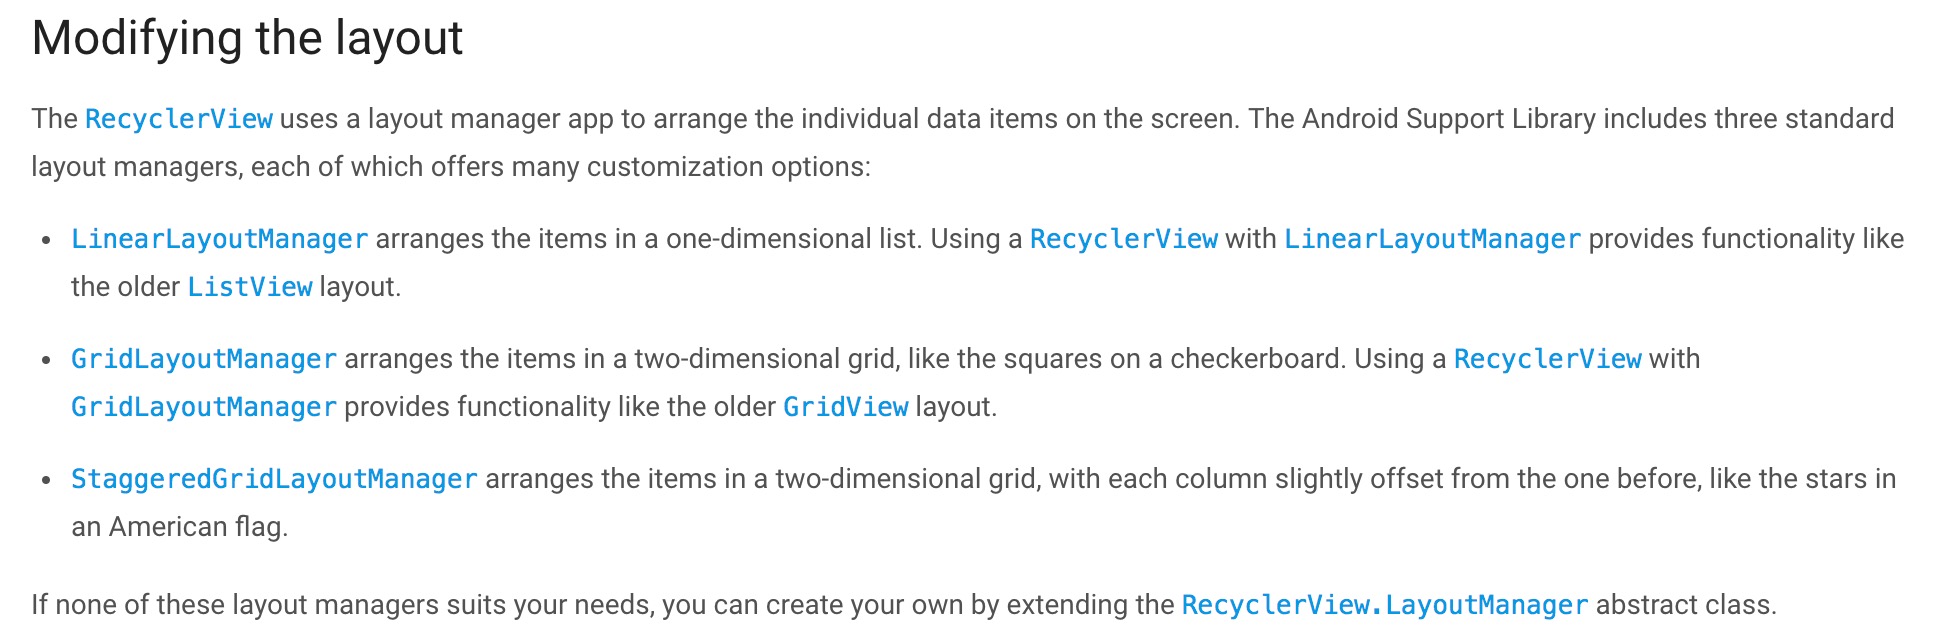 Modifying the layout
The RecyclerView uses a layout manager app to arrange the individual data items on the screen. The Android Support Library includes three standard
layout managers, each of which offers many customization options:
• LinearLayoutManager arranges the items in a one-dimensional list. Using a RecyclerView with LinearLayoutManager provides functionality like
the older ListView layout.
• GridLayoutManager arranges the items in a two-dimensional grid, like the squares on a checkerboard. Using a RecyclerView with
GridLayoutManager provides functionality like the older GridView layout.
• StaggeredGridLayoutManager arranges the items in a two-dimensional grid, with each column slightly offset from the one before, like the stars in
an American flag.
If none of these layout managers suits your needs, you can create your own by extending the RecyclerView.LayoutManager abstract class.